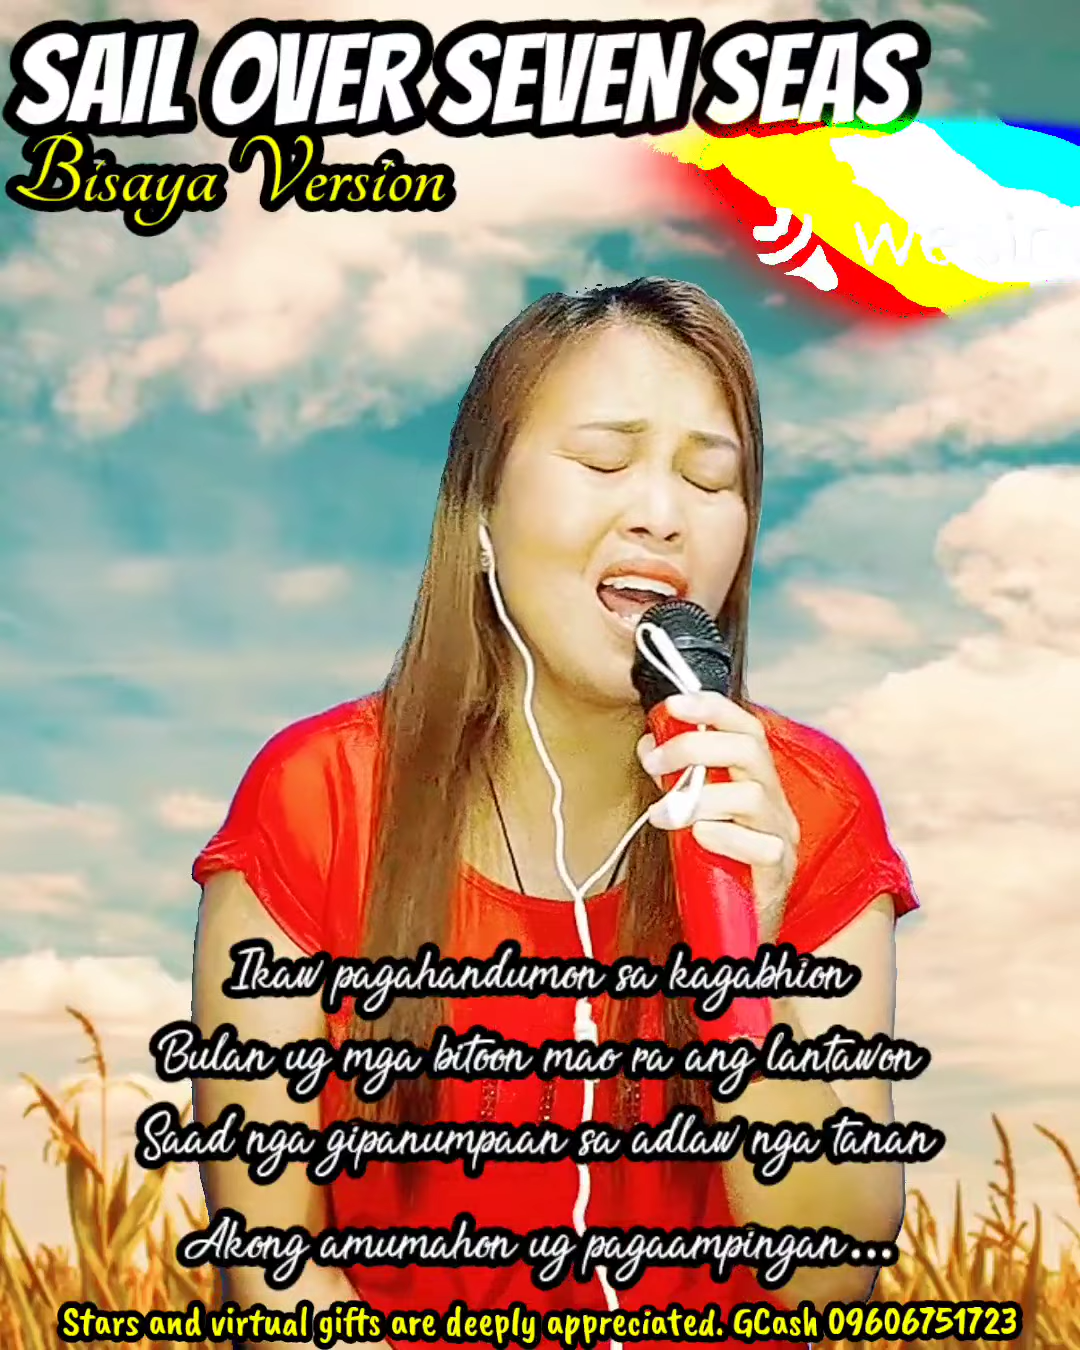 SAIL OVER SEVEN SEAS
Bisaya Version
Ikaw pagahandumon sa kagabhion
Bulan ug mga bitoon mao ra ang lantawon
Saad nga gipanumpaan sa adlaw nga tanan
Akong amumahon ug pagaampingan...
Stars and virtual gifts are deeply appreciated. GCash 09606751723